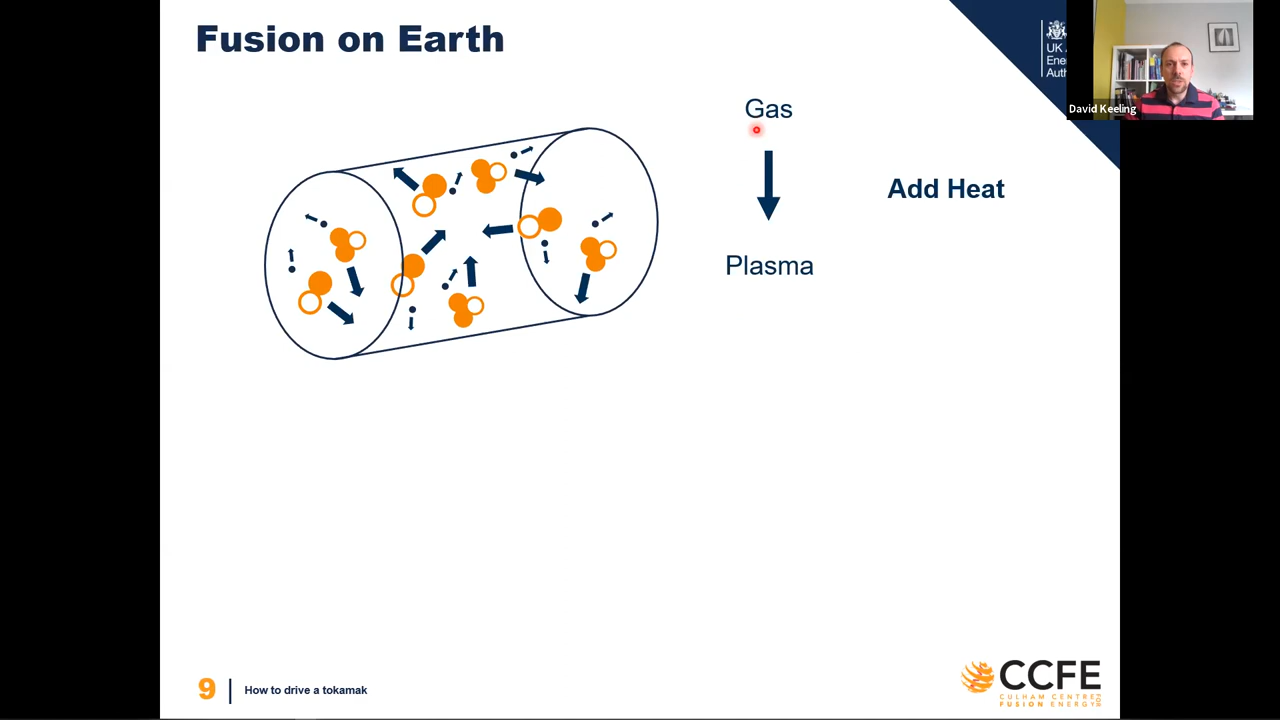 Fusion on Earth
UK
Ene
Auth
David Keeling
Gas
Add Heat
Plasma
9
How to drive a tokamak
CCFE
CULHAM CENTRE
FOR
FUSION ENERGY